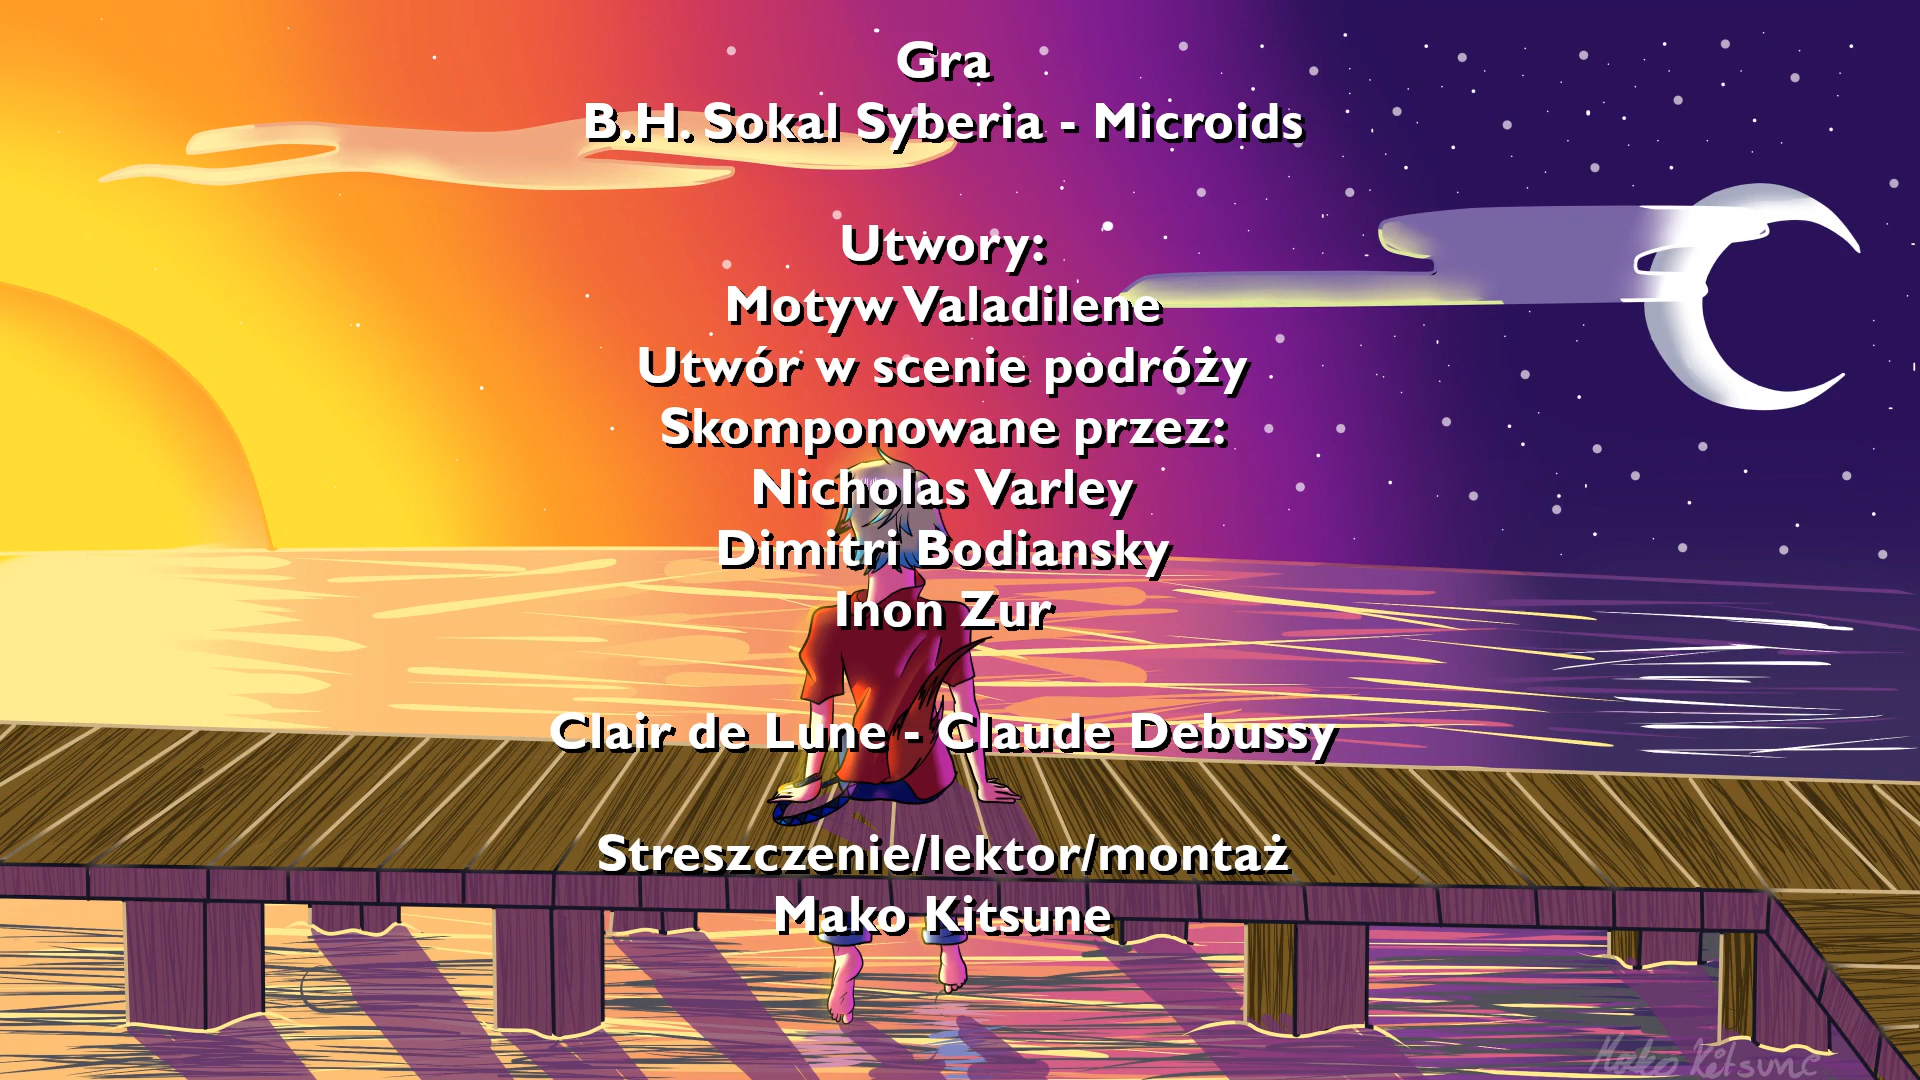 Gra
B.H. Sokal Syberia - Microids
Utwory:
Motyw Valadilene
Utwór w scenie podróży
Skomponowane przez:
Nicholas Varley
Dimitri Bodiansky
Inon Zur
Clair de Lune - Claude Debussy
Streszczenie/lektor/montaż
Mako Kitsune
Mako Kitsune